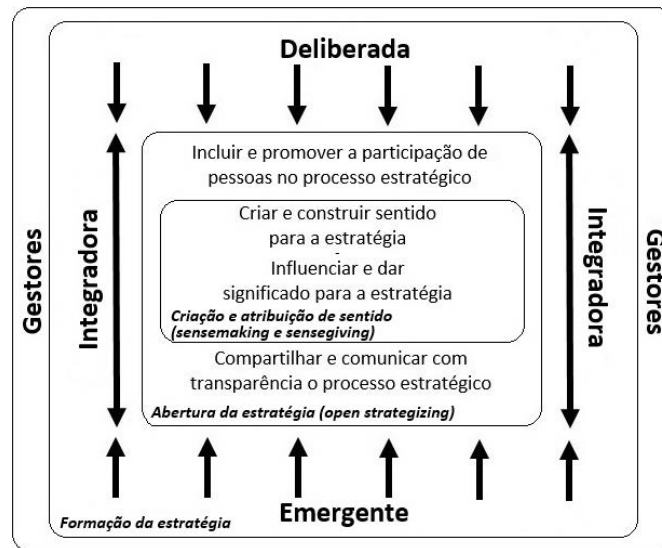 Deliberada
Incluir e promover a participação de
pessoas no processo estratégico
Gestores
Integradora
Criar e construir sentido
para a estratégia
-
Influenciar e dar
significado para a estratégia
Criação e atribuição de sentido
(sensemaking e sensegiving)
Integradora
Gestores
Compartilhar e comunicar com
transparência o processo estratégico
Abertura da estratégia (open strategizing)
Emergente
Formação da estratégia